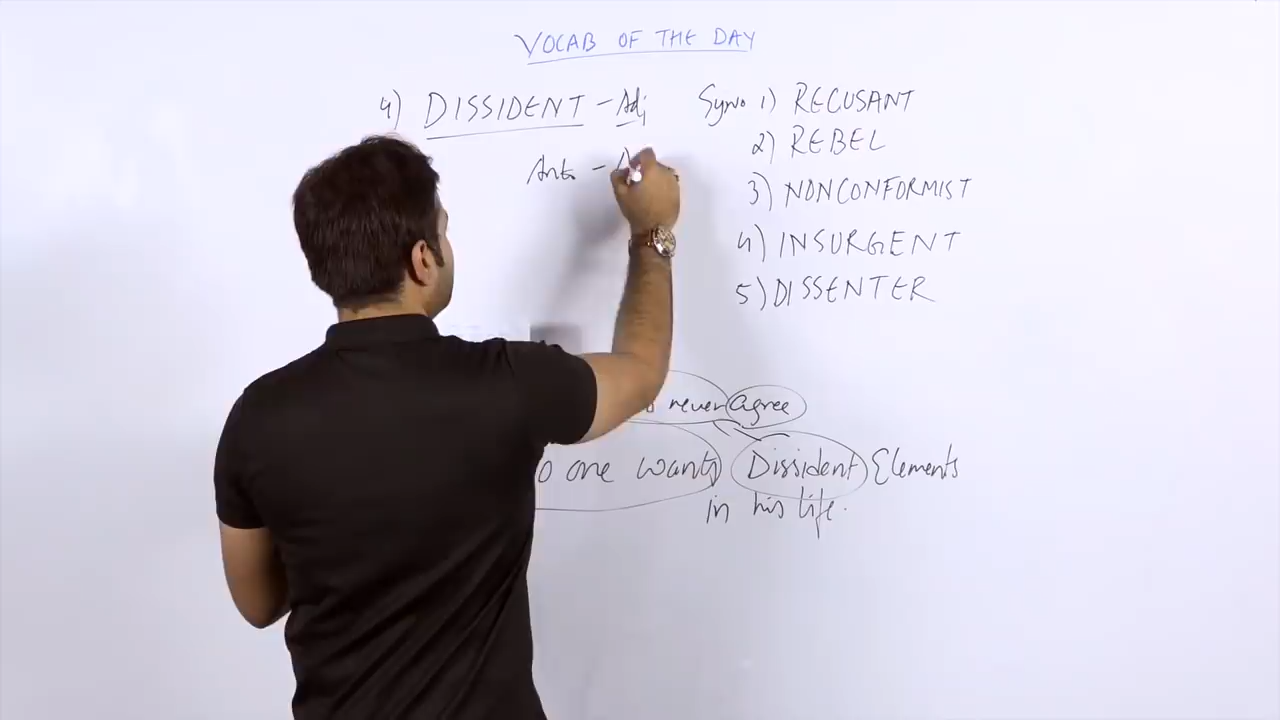 VOCAB OF THE DAY
4) DISSIDENT - Adj
Ant. -
Syno 1) RECUSANT
2) REBEL
3) NONCONFORMIST
4) INSURGENT
5) DISSENTER
never agree
one wants Dissident Elements
in his life.